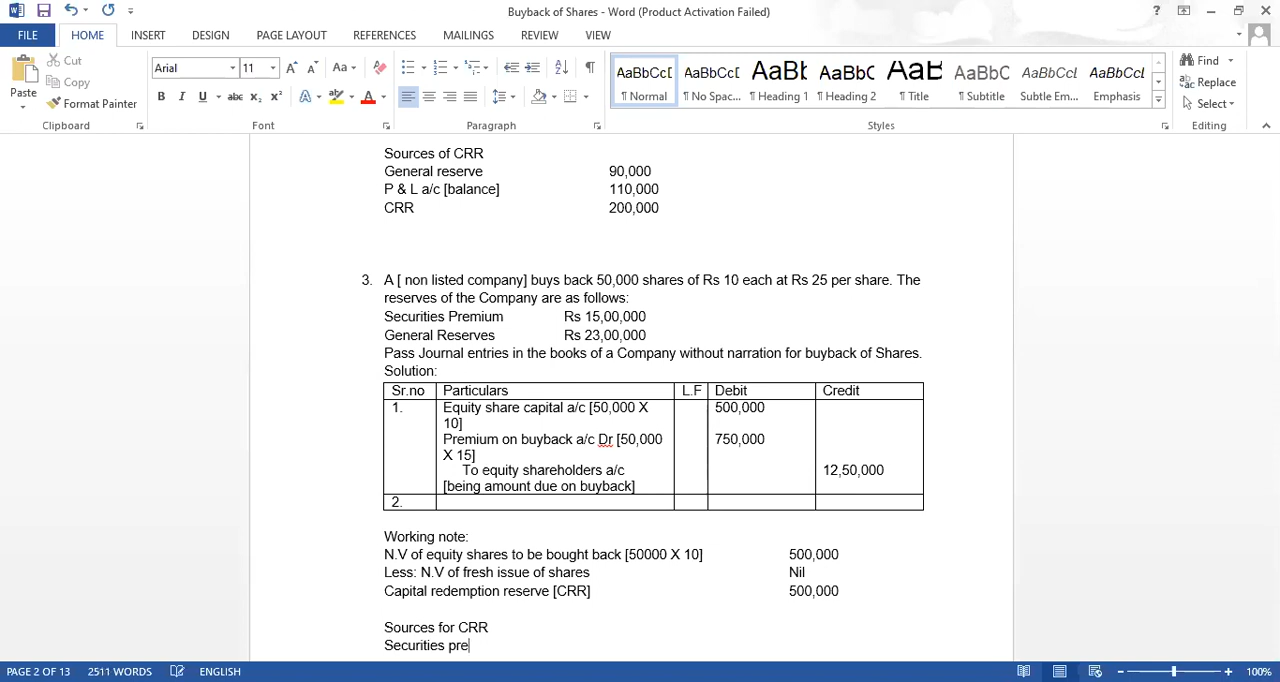 Buyback of Shares - Word (Product Activation Failed)
FILE HOME INSERT DESIGN PAGE LAYOUT REFERENCES MAILINGS REVIEW VIEW
Paste
Cut
Copy
Format Painter
Clipboard
Arial 11
Font
Paragraph
AaBbCcD AaBbCcD AaBbC AaBbC AaB AaBbC AaBbCcD AaBbCcD
¶ Normal ¶ No Spac... ¶ Heading 1 ¶ Heading 2 ¶ Title ¶ Subtitle Subtle Em... Emphasis
Styles
Find
Replace
Select
Editing
Sources of CRR
General reserve 90,000
P & L a/c [balance] 110,000
CRR 200,000
3. A [ non listed company] buys back 50,000 shares of Rs 10 each at Rs 25 per share. The
reserves of the Company are as follows:
Securities Premium Rs 15,00,000
General Reserves Rs 23,00,000
Pass Journal entries in the books of a Company without narration for buyback of Shares.
Solution:
Sr.no Particulars L.F Debit Credit
1. Equity share capital a/c [50,000 X 500,000
10]
Premium on buyback a/c Dr [50,000 750,000
X 15]
To equity shareholders a/c 12,50,000
[being amount due on buyback]
2.
Working note:
N.V of equity shares to be bought back [50000 X 10] 500,000
Less: N.V of fresh issue of shares Nil
Capital redemption reserve [CRR] 500,000
Sources for CRR
Securities pre
PAGE 2 OF 13 2511 WORDS ENGLISH 100%